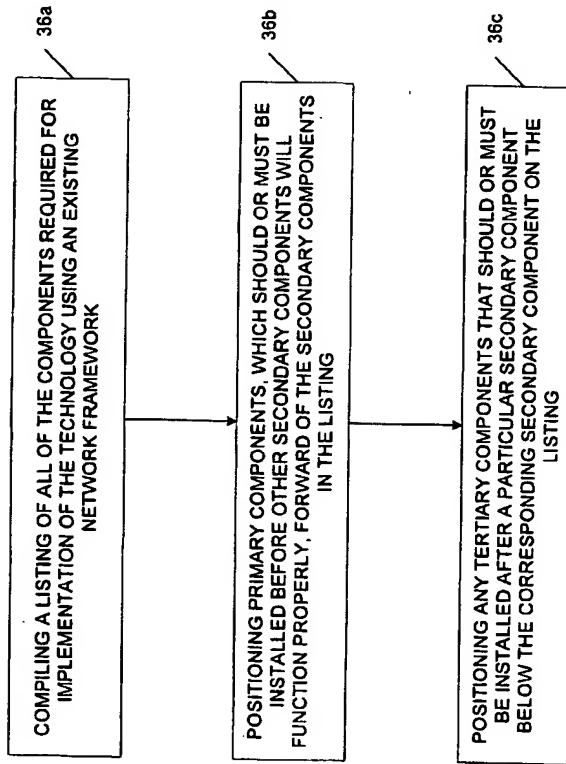 36a
COMPILING A LISTING OF ALL OF THE COMPONENTS REQUIRED FOR
IMPLEMENTATION OF THE TECHNOLOGY USING AN EXISTING
NETWORK FRAMEWORK
36b
POSITIONING PRIMARY COMPONENTS, WHICH SHOULD OR MUST BE
INSTALLED BEFORE OTHER SECONDARY COMPONENTS WILL
FUNCTION PROPERLY, FORWARD OF THE SECONDARY COMPONENTS
IN THE LISTING
36c
POSITIONING ANY TERTIARY COMPONENTS THAT SHOULD OR MUST
BE INSTALLED AFTER A PARTICULAR SECONDARY COMPONENT
BELOW THE CORRESPONDING SECONDARY COMPONENT ON THE
LISTING